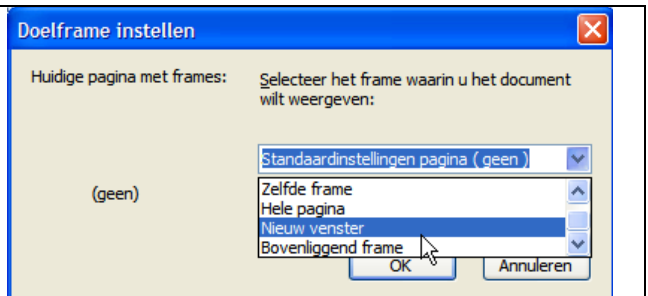 Doelframe instellen
Huidige pagina met frames:
Selecteer het frame waarin u het document
wilt weergeven:
Standaardinstellingen pagina ( geen )
(geen)
Zelfde frame
Hele pagina
Nieuw venster
Bovenliggend frame
OK
Annuleren